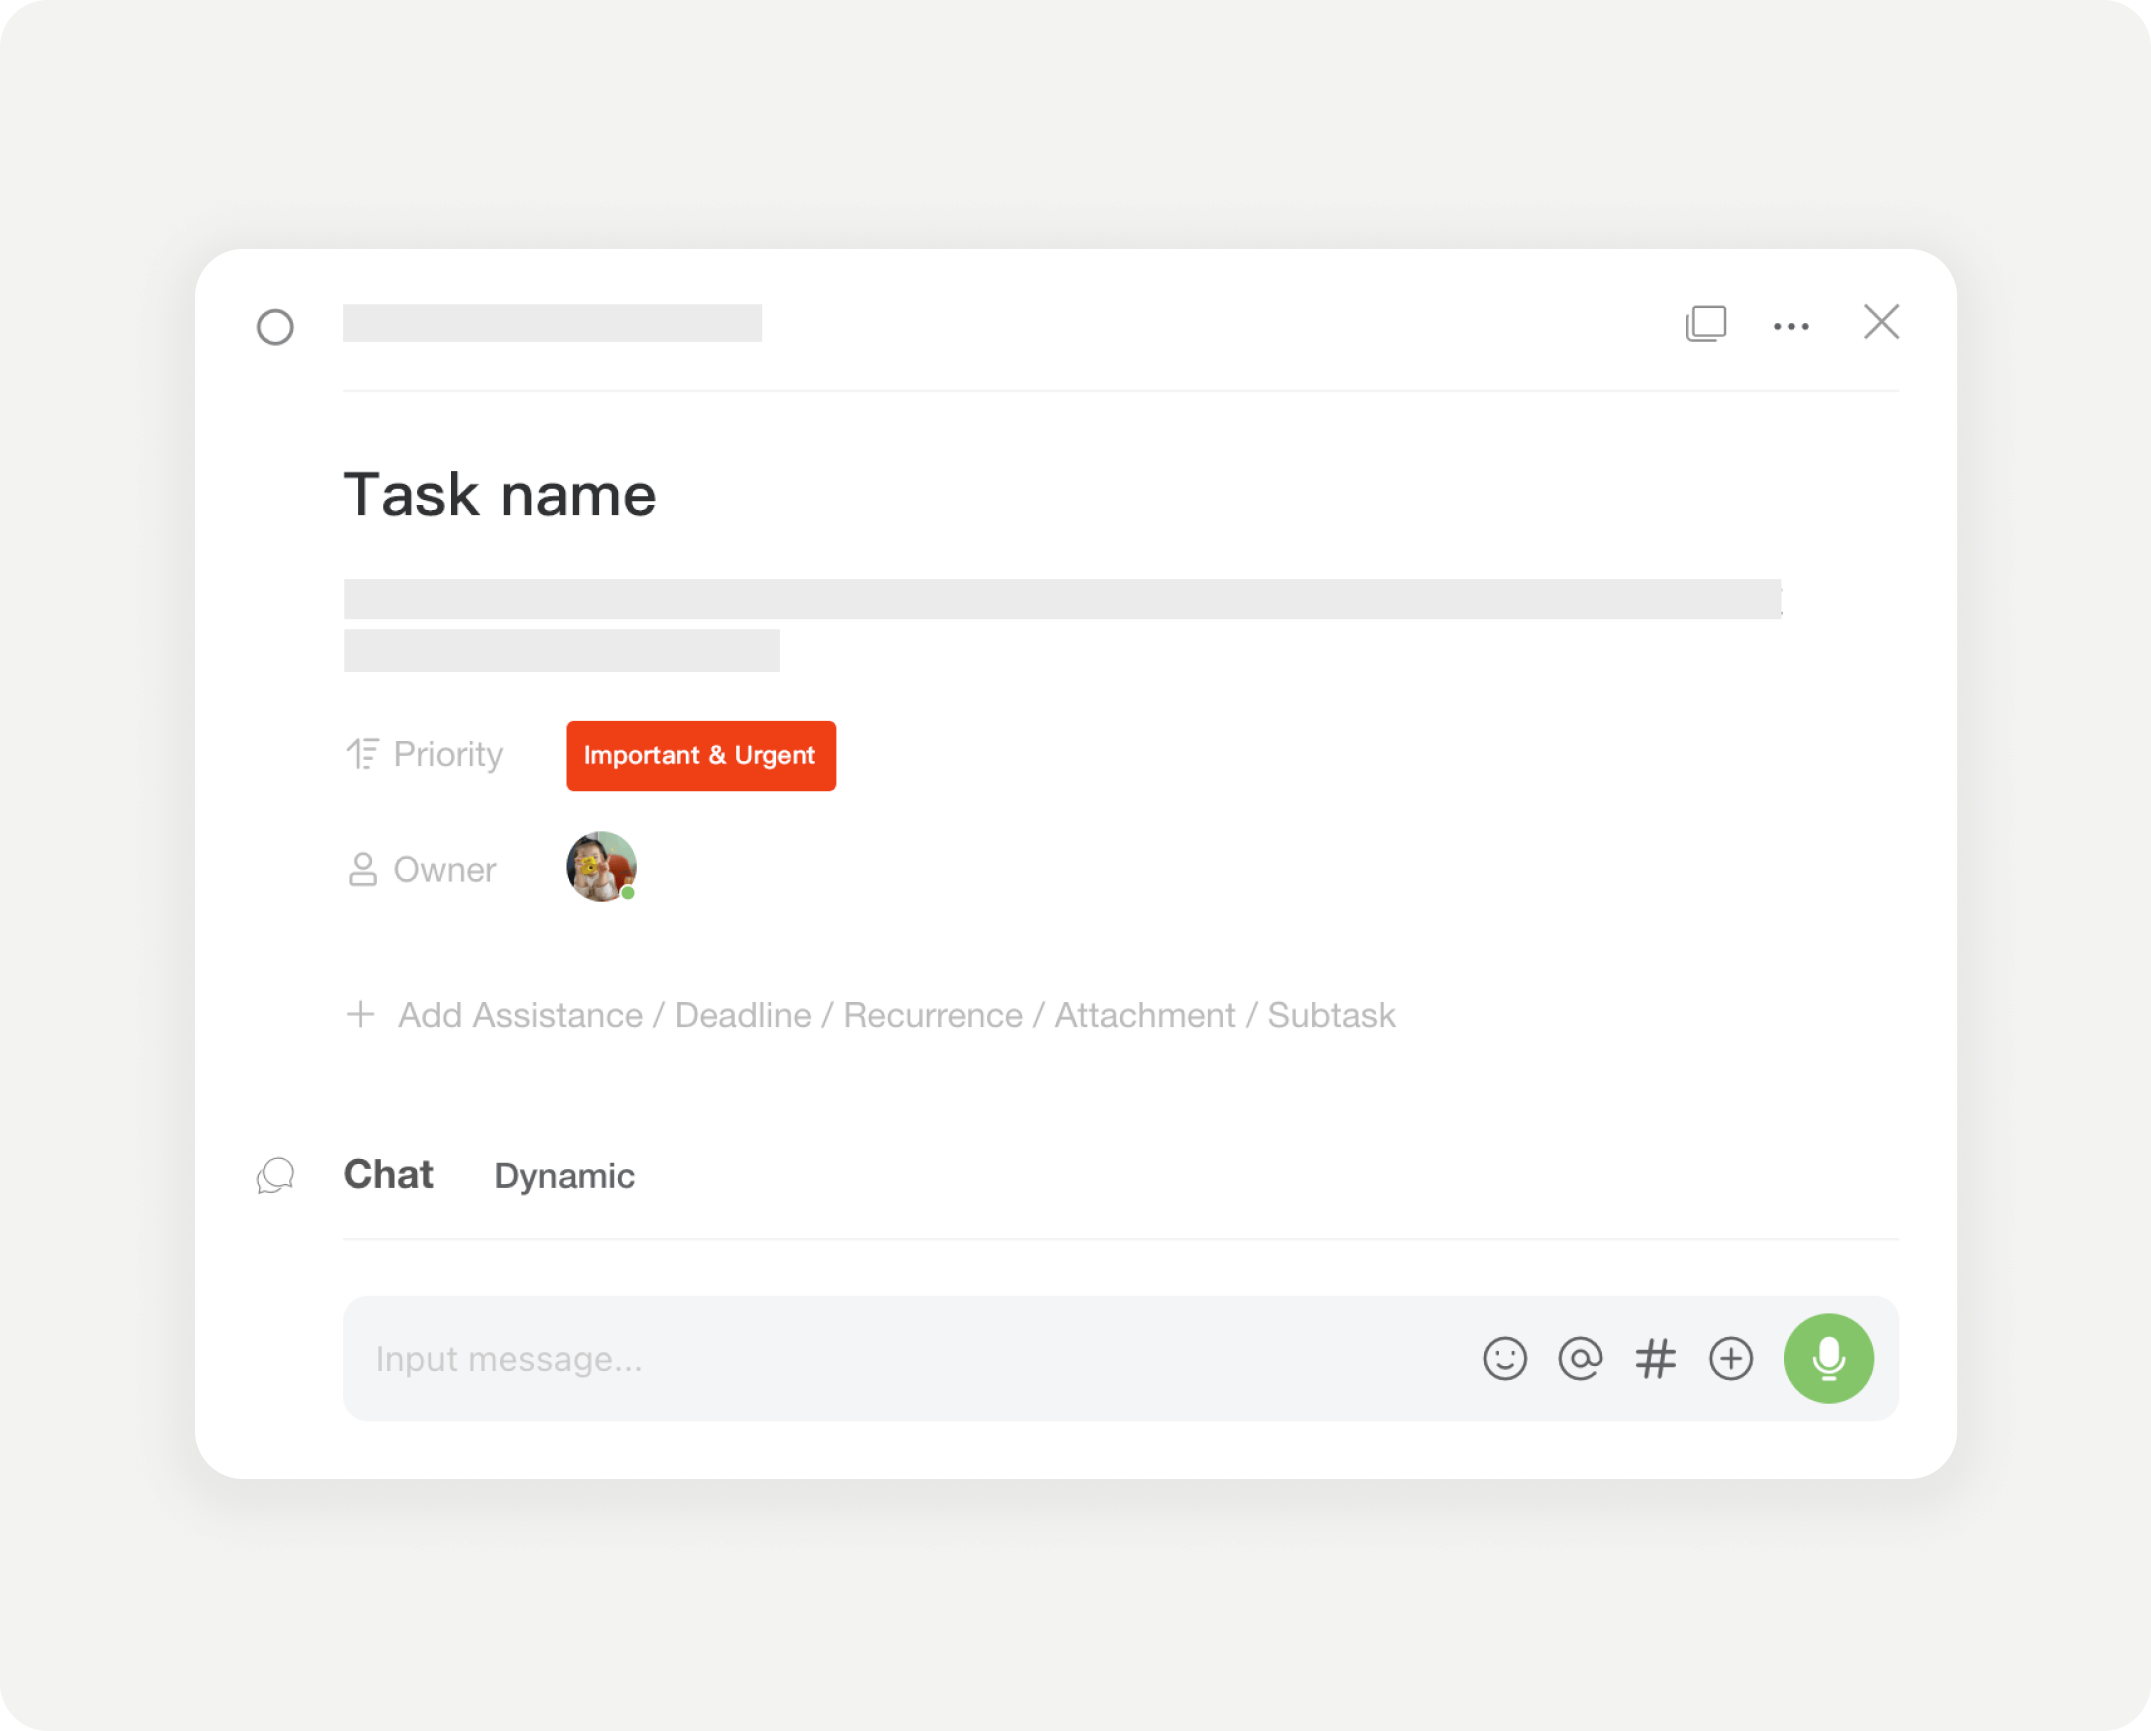 Task name
Priority
Important & Urgent
Owner
Add Assistance / Deadline / Recurrence / Attachment / Subtask
Chat Dynamic
Input message...